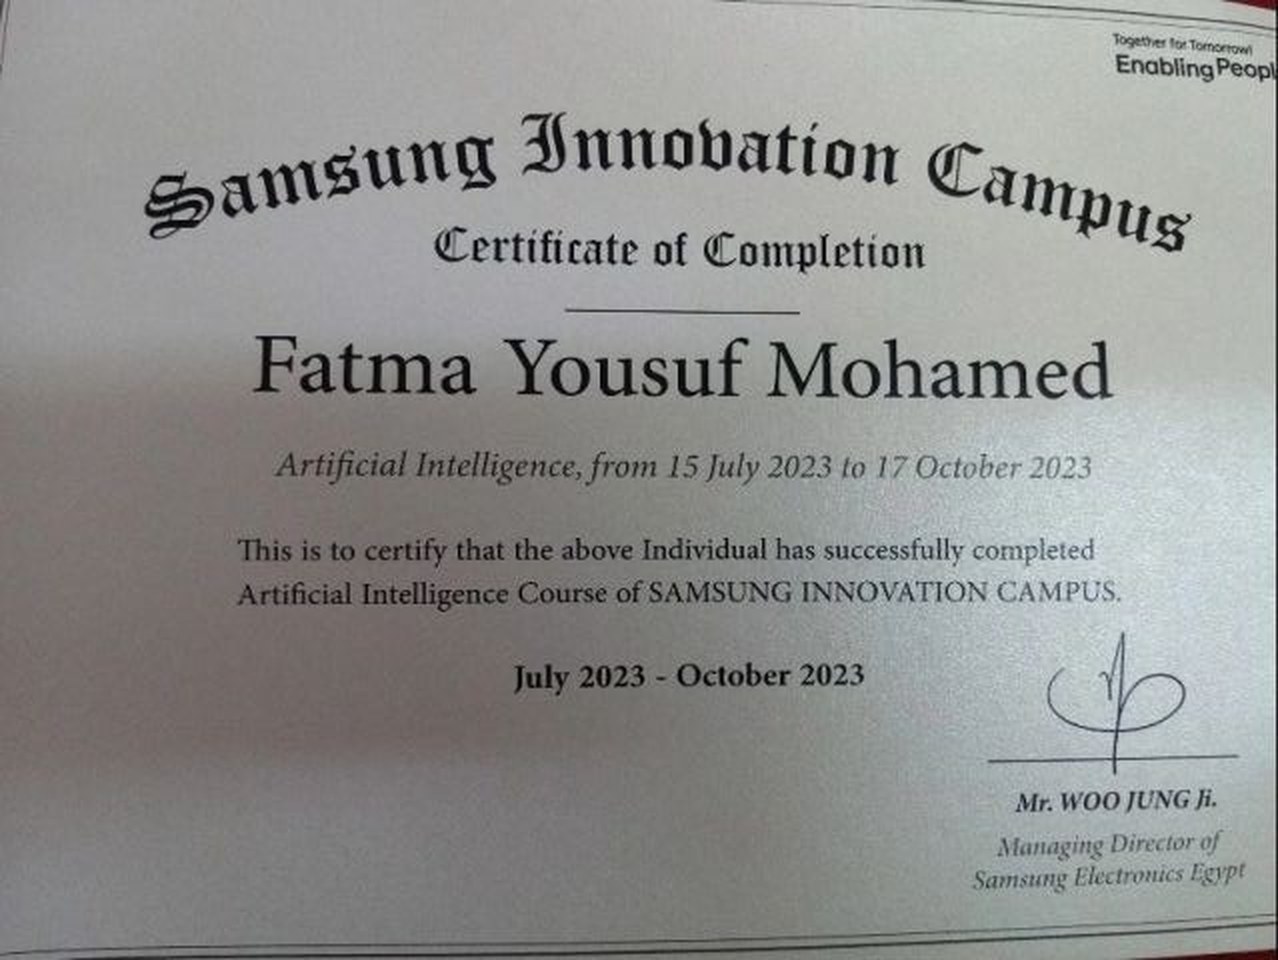 Together for Tomorrow!
Enabling Peopl
Samsung Innovation Campus
Certificate of Completion
Fatma Yousuf Mohamed
Artificial Intelligence, from 15 July 2023 to 17 October 2023
This is to certify that the above Individual has successfully completed
Artificial Intelligence Course of SAMSUNG INNOVATION CAMPUS.
July 2023 - October 2023
Mr. WOO JUNG Ji.
Managing Director of
Samsung Electronics Egypt